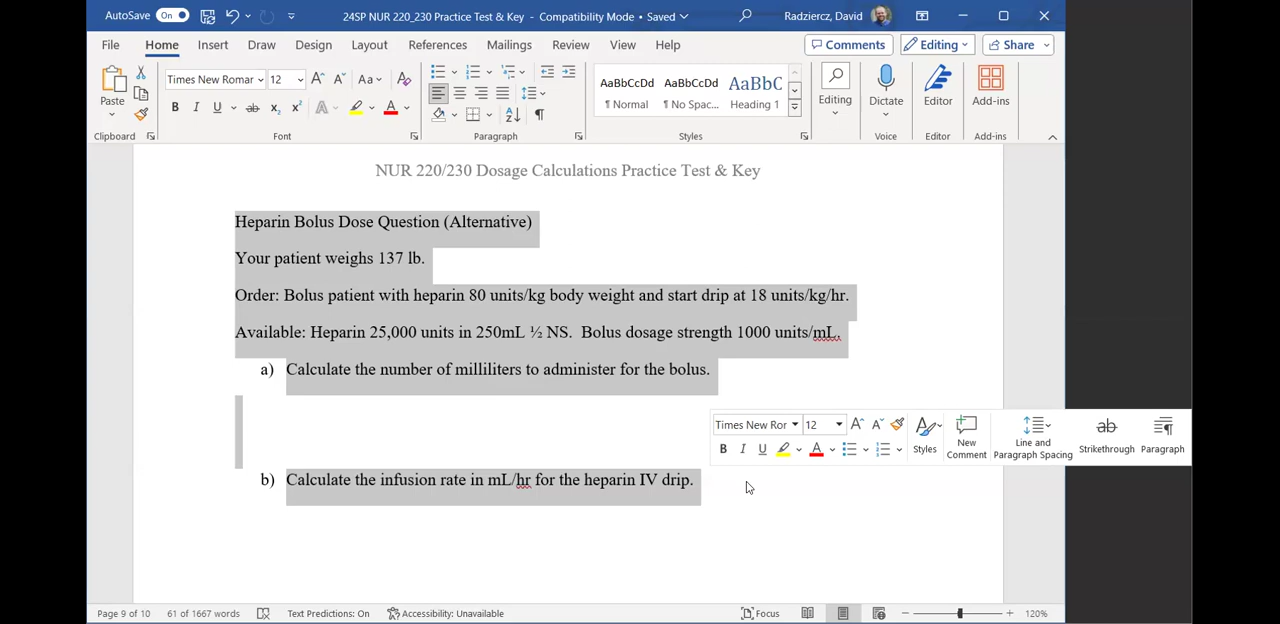 AutoSave On 24SP NUR 220_230 Practice Test & Key - Compatibility Mode • Saved Radziercz, David
File Home Insert Draw Design Layout References Mailings Review View Help Comments Editing Share
Times New Romar 12 A A Aa A
AaBbCcDd AaBbCcDd AaBbC
Paste B I U ab x₂ x² A A
¶ Normal ¶ No Spac... Heading 1 Editing Dictate Editor Add-ins
Clipboard Font Paragraph Styles Voice Editor Add-ins
NUR 220/230 Dosage Calculations Practice Test & Key
Heparin Bolus Dose Question (Alternative)
Your patient weighs 137 lb.
Order: Bolus patient with heparin 80 units/kg body weight and start drip at 18 units/kg/hr.
Available: Heparin 25,000 units in 250mL ½ NS.  Bolus dosage strength 1000 units/mL.
a) Calculate the number of milliliters to administer for the bolus.
Times New Ror 12 A A
B I U A Styles New Comment Line and Paragraph Spacing Strikethrough Paragraph
b) Calculate the infusion rate in mL/hr for the heparin IV drip.
Page 9 of 10 61 of 1667 words Text Predictions: On Accessibility: Unavailable Focus 120%